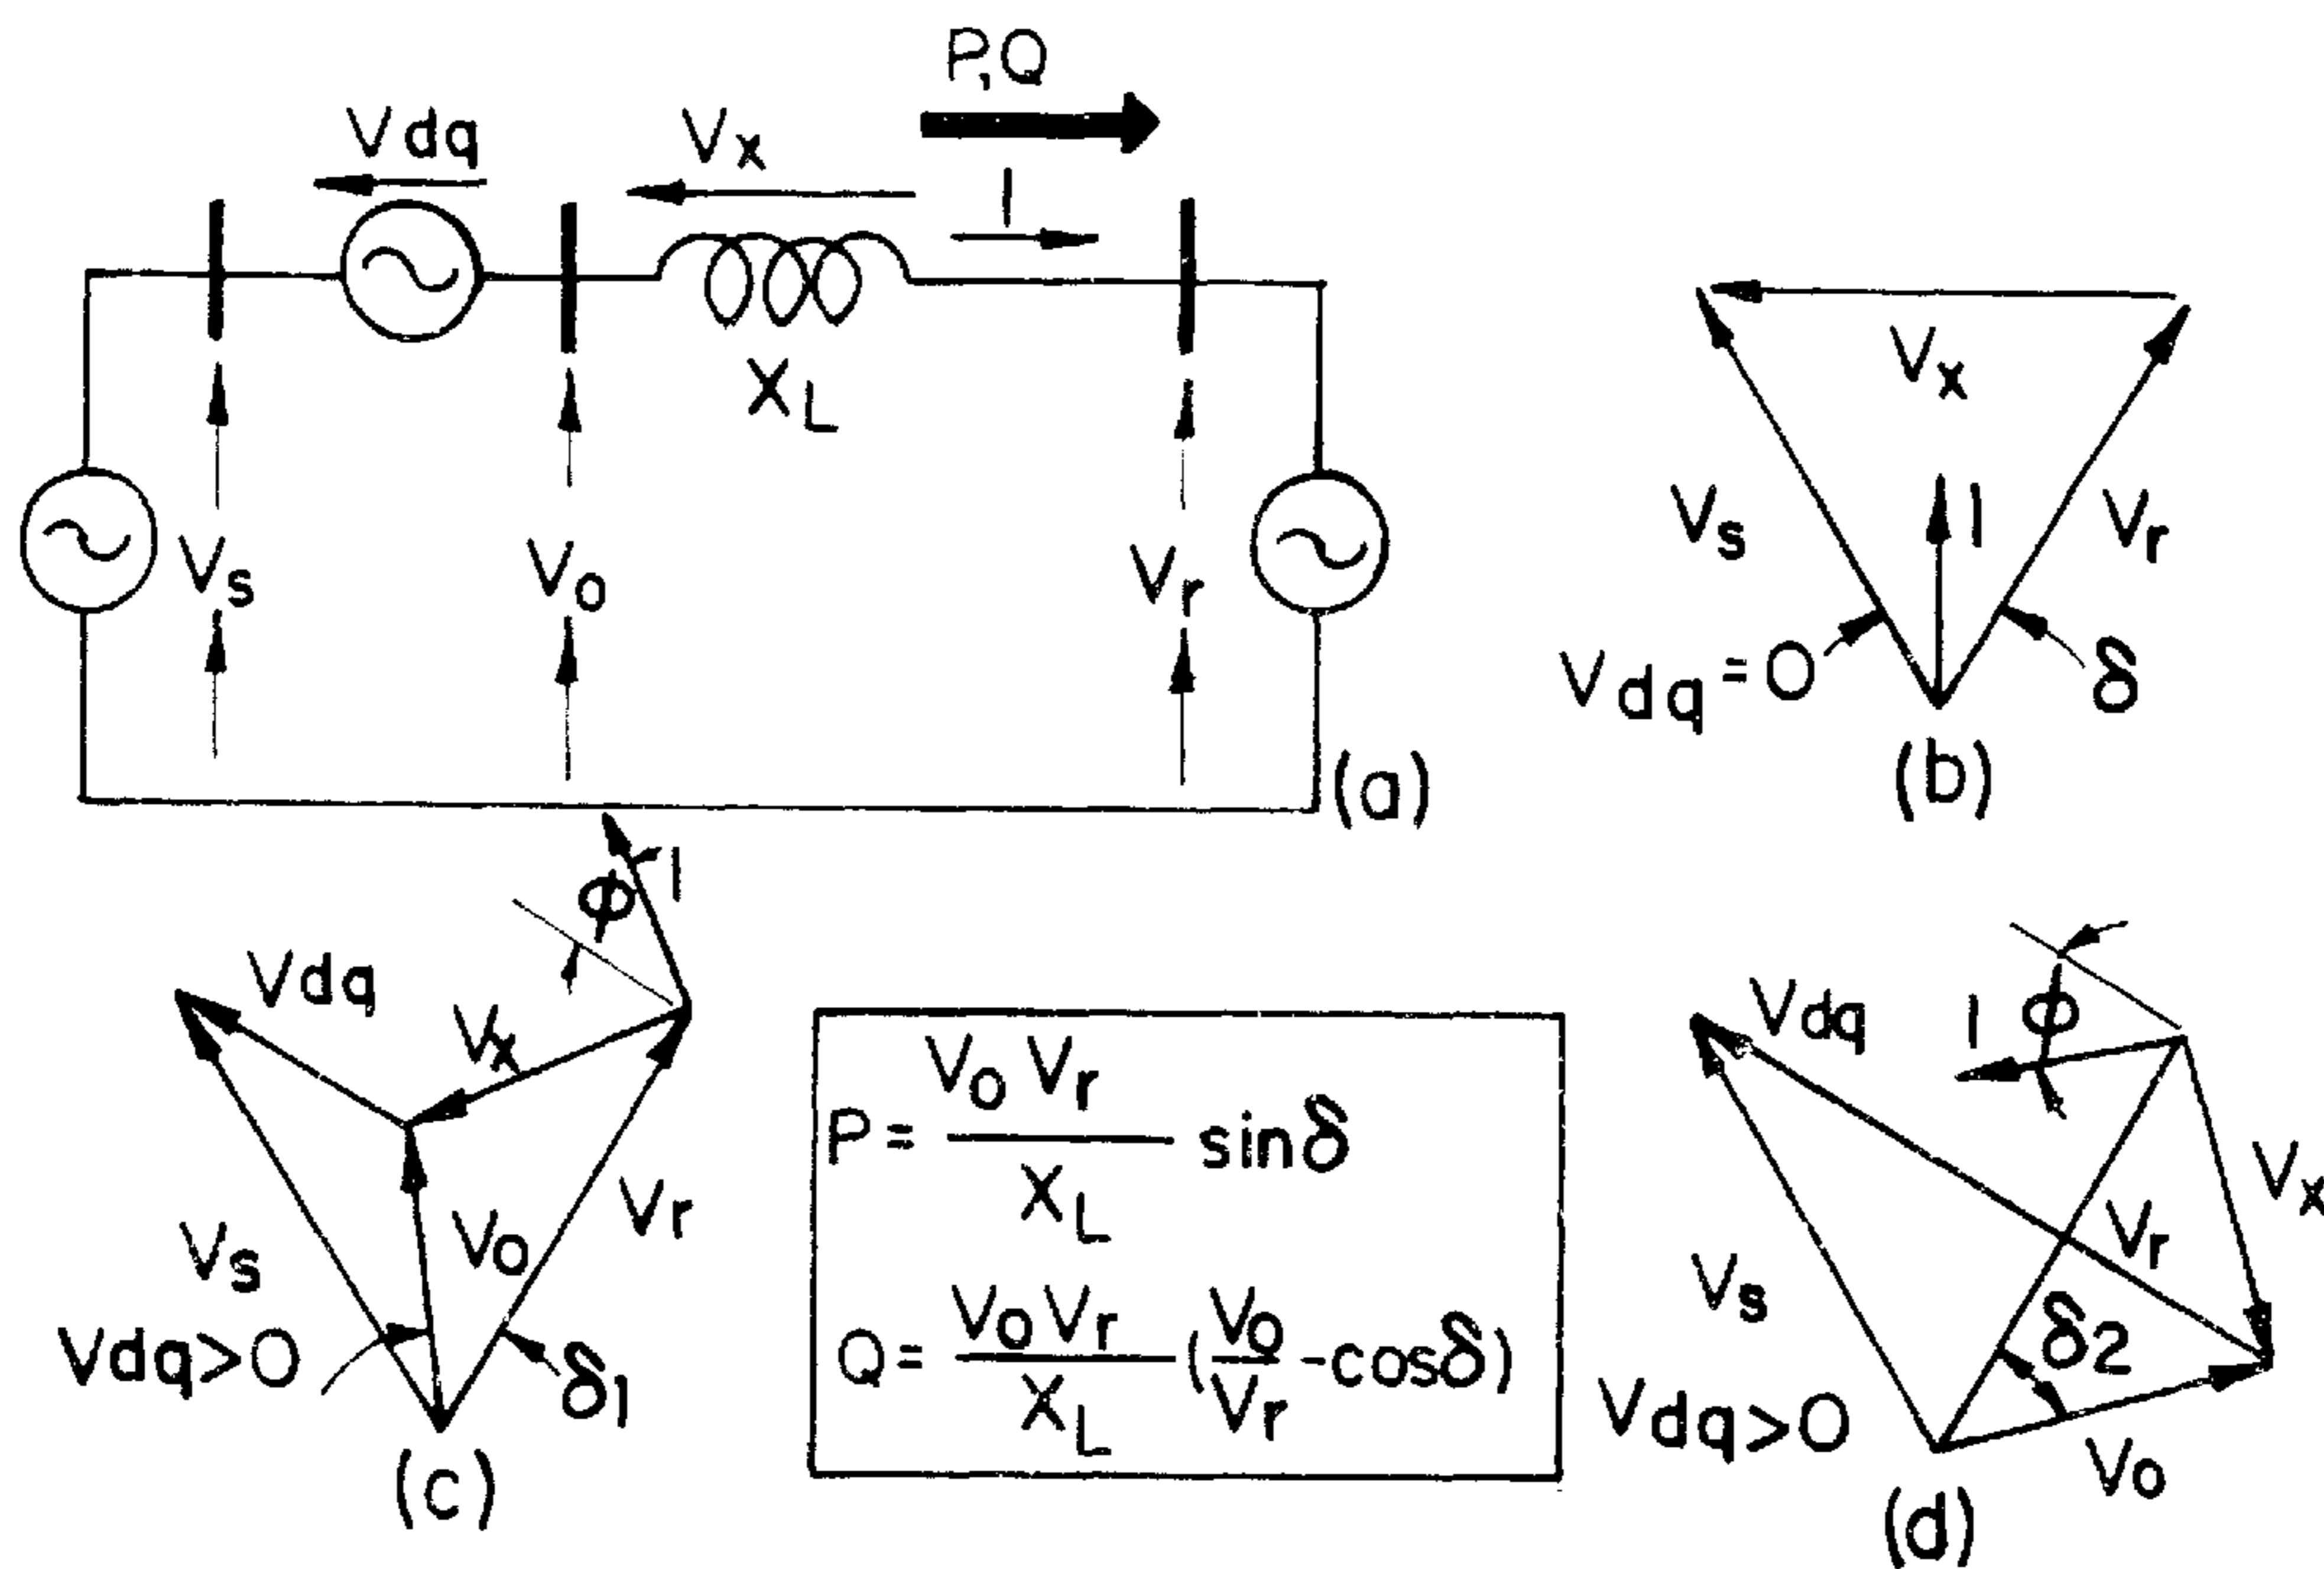 P,Q
Vdq
Vx
I
Vs
Vo
XL
Vr
(a)
Vx
Vs
I
Vr
Vdq=0
δ
(b)
ϕ
I
Vdq
Vx
Vs
Vo
Vr
Vdq>0
δ1
(c)
P= VoVr/XL sinδ
Q= VoVr/XL (Vo/Vr -cosδ)
Vdq
I
ϕ
Vx
Vs
Vr
δ2
Vdq>0
Vo
(d)